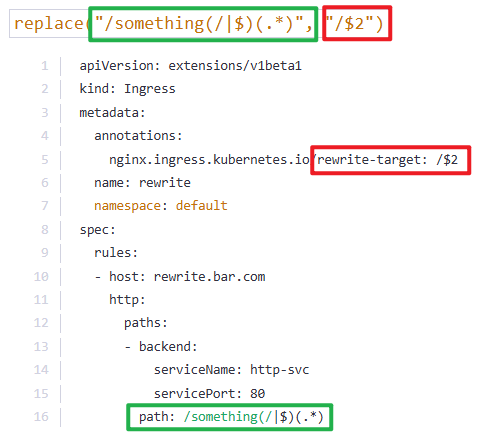 replace("/something(/|$)(.*)", "/$2")
1 apiVersion: extensions/v1beta1
2 kind: Ingress
3 metadata:
4 annotations:
5 nginx.ingress.kubernetes.io/rewrite-target: /$2
6 name: rewrite
7 namespace: default
8 spec:
9 rules:
10 - host: rewrite.bar.com
11 http:
12 paths:
13 - backend:
14 serviceName: http-svc
15 servicePort: 80
16 path: /something(/|$)(.*)